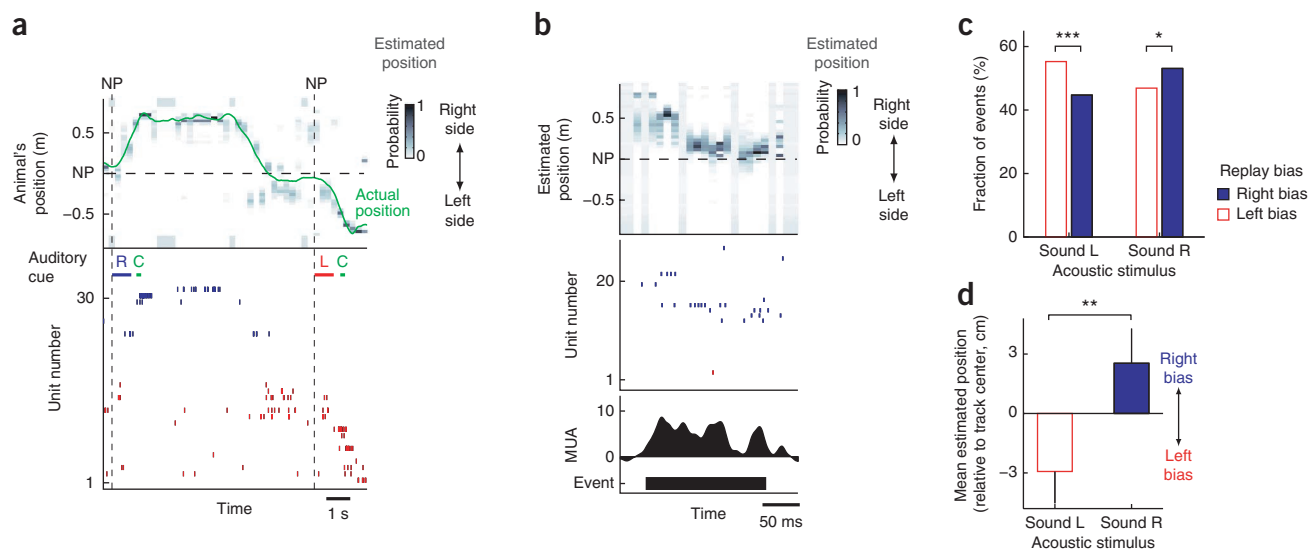 a
Estimated
position
NP
NP
Probability
1
0
Right
side
Left
side
Animal's
position (m)
0.5
NP
−0.5
Actual
position
Auditory
cue
R
C
L
C
Unit number
30
1
Time
1 s
b
Estimated
position
Probability
1
0
Right
side
Left
side
Estimated
position (m)
0.5
NP
−0.5
Unit number
20
1
MUA
10
0
Event
Time
50 ms
c
Fraction of events (%)
60
40
20
0
***
*
Sound L
Sound R
Acoustic stimulus
Replay bias
Right bias
Left bias
d
Mean estimated position
(relative to track center, cm)
3
0
−3
**
Right
bias
Left
bias
Sound L
Sound R
Acoustic stimulus